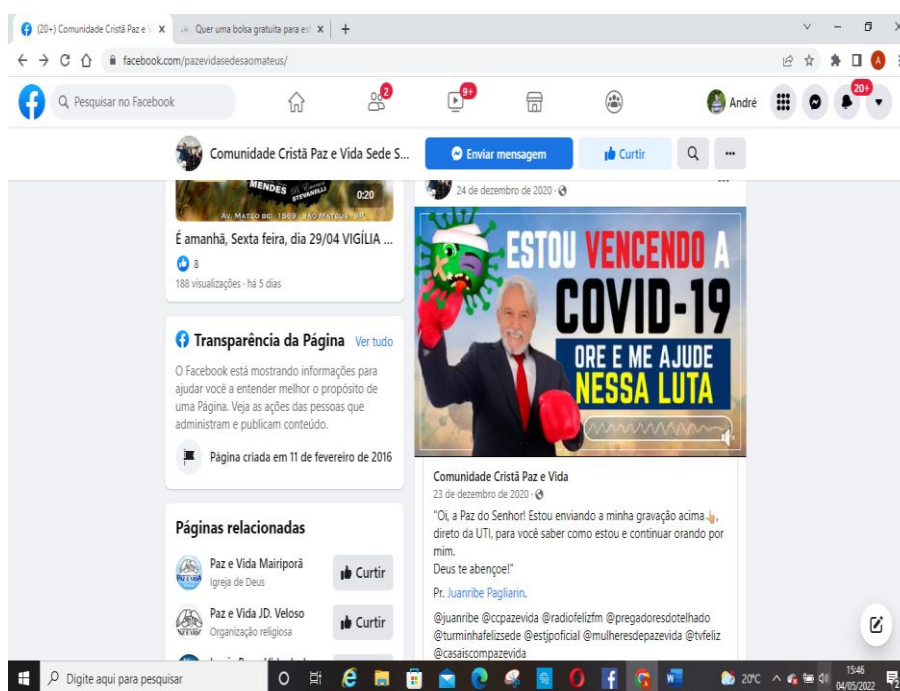 (20+) Comunidade Cristã Paz e V
Quer uma bolsa gratuita para es
facebook.com/pazevidasedesaomateus/
Pesquisar no Facebook
2
9+
André
20+
Comunidade Cristã Paz e Vida Sede S...
Enviar mensagem
Curtir
MENDES
STEVANELLI
AV. MATEO BEI, 1569 - SÃO MATEUS - SP
0:20
É amanhã, Sexta feira, dia 29/04 VIGÍLIA ...
8
188 visualizações · há 5 dias
Transparência da Página
Ver tudo
O Facebook está mostrando informações para
ajudar você a entender melhor o propósito de
uma Página. Veja as ações das pessoas que
administram e publicam conteúdo.
Página criada em 11 de fevereiro de 2016
Páginas relacionadas
Paz e Vida Mairiporã
Igreja de Deus
Curtir
Paz e Vida JD. Veloso
Organização religiosa
Curtir
24 de dezembro de 2020 ·
ESTOU VENCENDO A
COVID-19
ORE E ME AJUDE
NESSA LUTA
Comunidade Cristã Paz e Vida
23 de dezembro de 2020 ·
"Oi, a Paz do Senhor! Estou enviando a minha gravação acima👆,
direto da UTI, para você saber como estou e continuar orando por
mim.
Deus te abençoe!"
Pr. Juanribe Pagliarin.
@juanribe @ccpazevida @radiofelizfm @pregadoresdotelhado
@turminhafelizsede @estjpoficial @mulheresdepazevida @tvfeliz
@casaiscompazevida
Digite aqui para pesquisar
20°C
15:46
04/05/2022